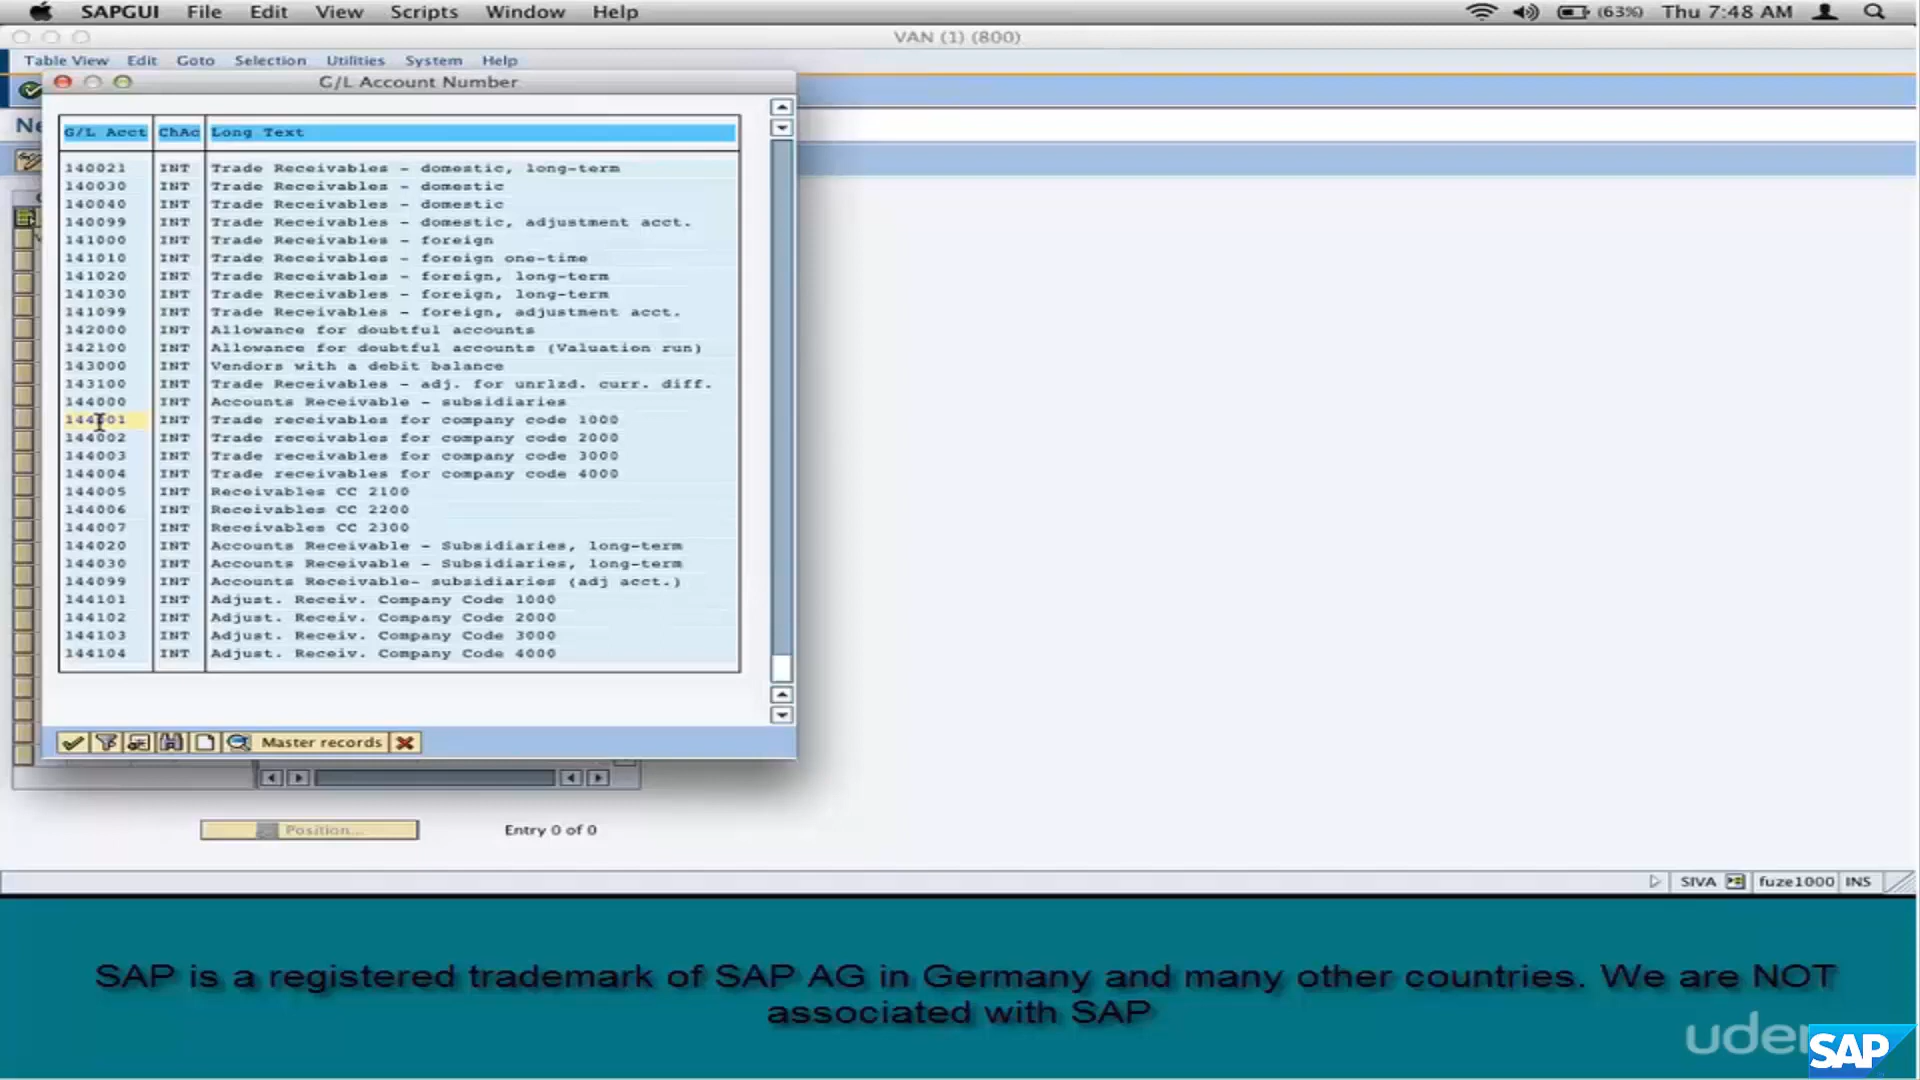 SAPGUI File Edit View Scripts Window Help (63%) Thu 7:48 AM
VAN (1) (800)
Table View Edit Goto Selection Utilities System Help
G/L Account Number
Ne
G/L Acct ChAc Long Text
140021 INT Trade Receivables - domestic, long-term
140030 INT Trade Receivables - domestic
140040 INT Trade Receivables - domestic
140099 INT Trade Receivables - domestic, adjustment acct.
141000 INT Trade Receivables - foreign
141010 INT Trade Receivables - foreign one-time
141020 INT Trade Receivables - foreign, long-term
141030 INT Trade Receivables - foreign, long-term
141099 INT Trade Receivables - foreign, adjustment acct.
142000 INT Allowance for doubtful accounts
142100 INT Allowance for doubtful accounts (Valuation run)
143000 INT Vendors with a debit balance
143100 INT Trade Receivables - adj. for unrlzd. curr. diff.
144000 INT Accounts Receivable - subsidiaries
144001 INT Trade receivables for company code 1000
144002 INT Trade receivables for company code 2000
144003 INT Trade receivables for company code 3000
144004 INT Trade receivables for company code 4000
144005 INT Receivables CC 2100
144006 INT Receivables CC 2200
144007 INT Receivables CC 2300
144020 INT Accounts Receivable - Subsidiaries, long-term
144030 INT Accounts Receivable - Subsidiaries, long-term
144099 INT Accounts Receivable- subsidiaries (adj acct.)
144101 INT Adjust. Receiv. Company Code 1000
144102 INT Adjust. Receiv. Company Code 2000
144103 INT Adjust. Receiv. Company Code 3000
144104 INT Adjust. Receiv. Company Code 4000
Master records
Position... Entry 0 of 0
SIVA fuze1000 INS
SAP is a registered trademark of SAP AG in Germany and many other countries. We are NOT
associated with SAP
SAP